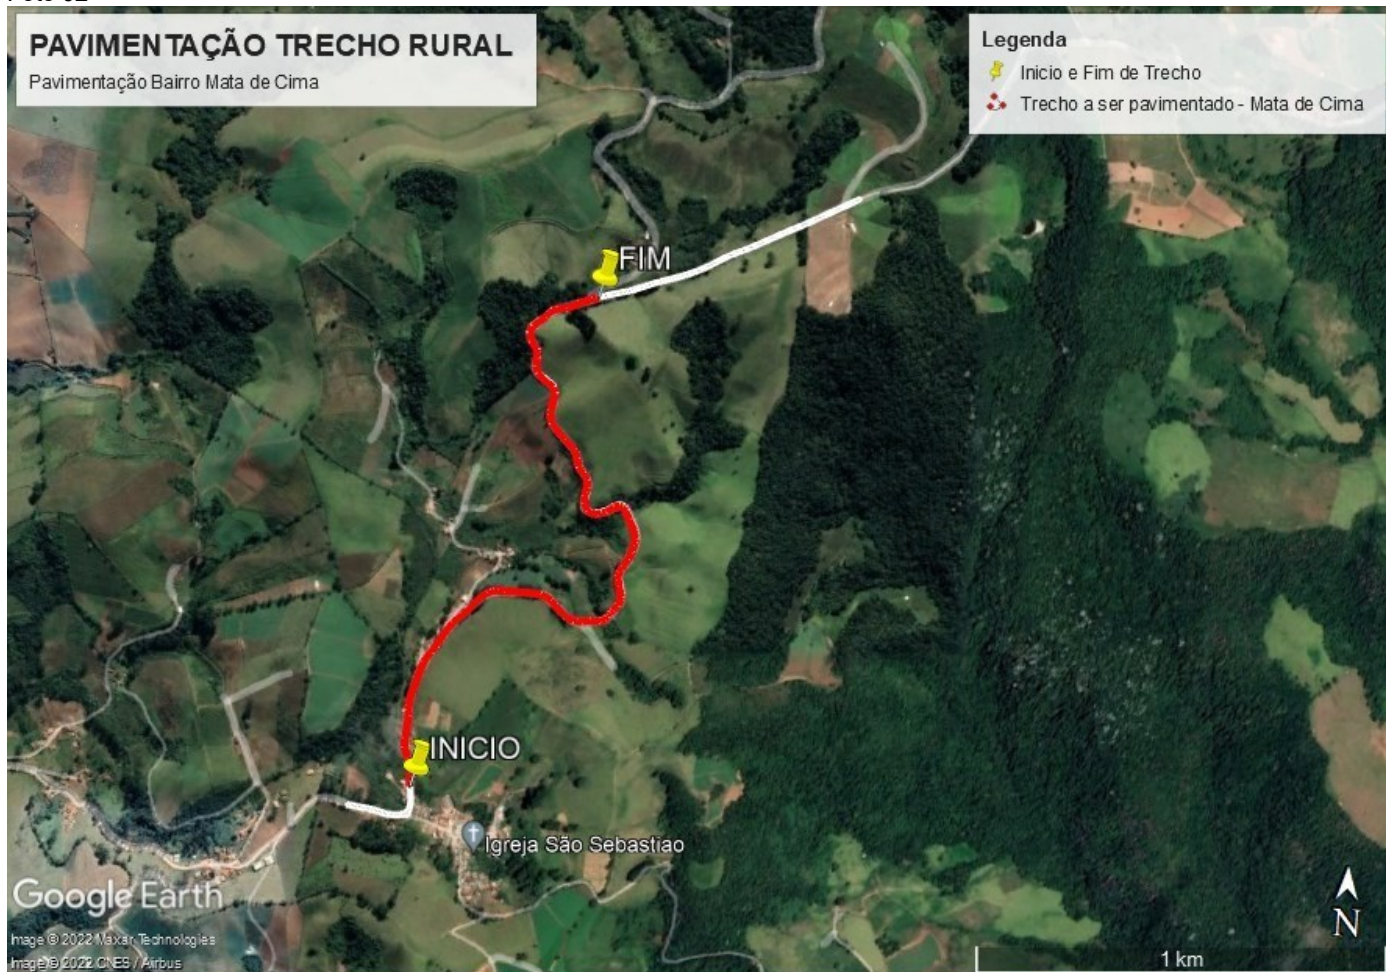 PAVIMENTAÇÃO TRECHO RURAL
Pavimentação Bairro Mata de Cima
Legenda
Inicio e Fim de Trecho
Trecho a ser pavimentado - Mata de Cima
FIM
INICIO
Igreja São Sebastiao
Google Earth
Image © 2022 Maxar Technologies
Image © 2022 CNES / Airbus
N
1 km